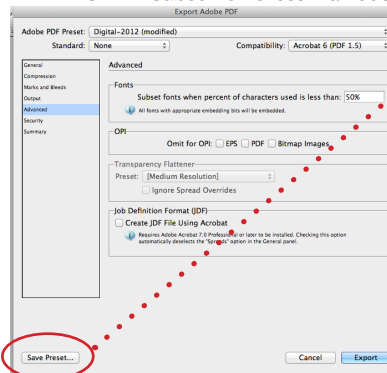 Export Adobe PDF
Adobe PDF Preset: Digital-2012 (modified)
Standard: None Compatibility: Acrobat 6 (PDF 1.5)
General
Compression
Marks and Bleeds
Output
Advanced
Security
Summary
Advanced
Fonts
Subset fonts when percent of characters used is less than: 50%
All fonts with appropriate embedding bits will be embedded.
OPI
Omit for OPI: EPS PDF Bitmap Images
Transparency Flattener
Preset: [Medium Resolution]
Ignore Spread Overrides
Job Definition Format (JDF)
Create JDF File Using Acrobat
Requires Adobe Acrobat 7.0 Professional or later to be installed. Checking this option
automatically deselects the "Spreads" option in the General panel.
Save Preset... Cancel Export